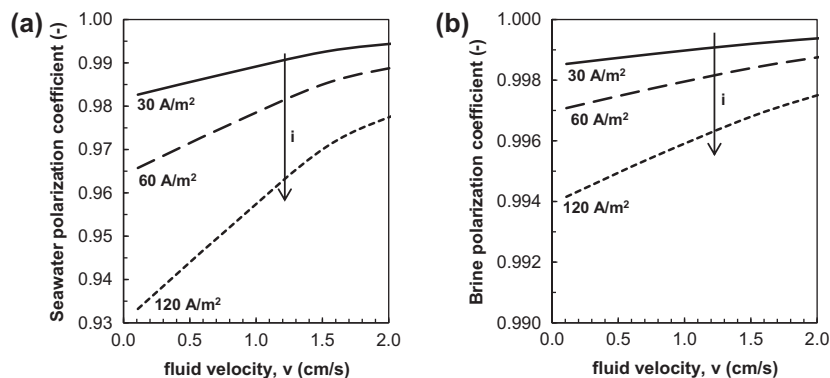 (a)
Seawater polarization coefficient (-)
1.00
0.99
0.98
0.97
0.96
0.95
0.94
0.93
30 A/m²
60 A/m²
120 A/m²
i
0.0 0.5 1.0 1.5 2.0
fluid velocity, v (cm/s)
(b)
Brine polarization coefficient (-)
1.000
0.998
0.996
0.994
0.992
0.990
30 A/m²
60 A/m²
120 A/m²
i
0.0 0.5 1.0 1.5 2.0
fluid velocity, v (cm/s)